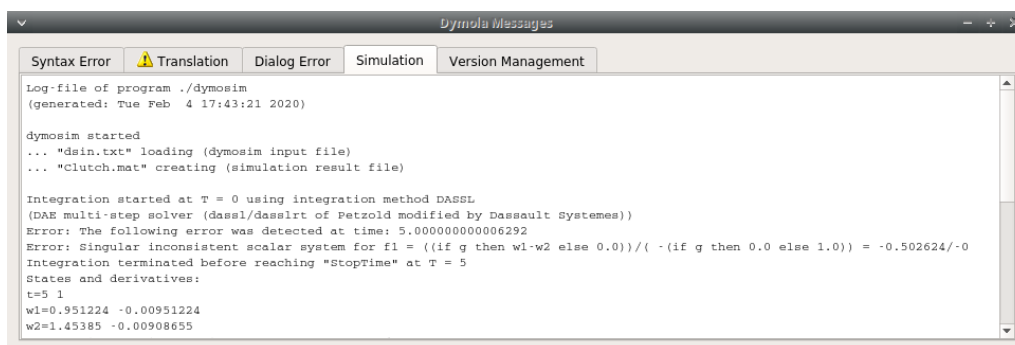 Dymola Messages
Syntax Error Translation Dialog Error Simulation Version Management
Log-file of program ./dymosim
(generated: Tue Feb  4 17:43:21 2020)
dymosim started
... "dsin.txt" loading (dymosim input file)
... "Clutch.mat" creating (simulation result file)
Integration started at T = 0 using integration method DASSL
(DAE multi-step solver (dassl/dasslrt of Petzold modified by Dassault Systemes))
Error: The following error was detected at time: 5.000000000006292
Error: Singular inconsistent scalar system for f1 = ((if g then w1-w2 else 0.0))/( -(if g then 0.0 else 1.0)) = -0.502624/-0
Integration terminated before reaching "StopTime" at T = 5
States and derivatives:
t=5 1
w1=0.951224 -0.00951224
w2=1.45385 -0.00908655